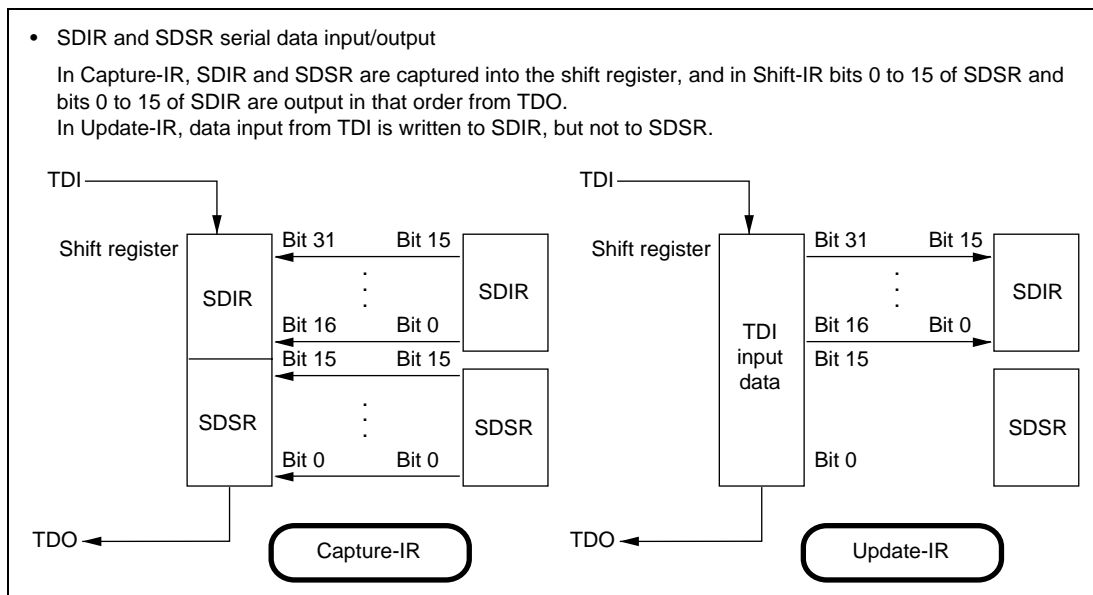 • SDIR and SDSR serial data input/output
In Capture-IR, SDIR and SDSR are captured into the shift register, and in Shift-IR bits 0 to 15 of SDSR and
bits 0 to 15 of SDIR are output in that order from TDO.
In Update-IR, data input from TDI is written to SDIR, but not to SDSR.
TDI
Shift register
SDIR
SDSR
Bit 31 Bit 15
Bit 16 Bit 0
Bit 15 Bit 15
Bit 0 Bit 0
SDIR
SDSR
TDO
Capture-IR
TDI
Shift register
TDI
input
data
Bit 31 Bit 15
Bit 16 Bit 0
Bit 15
Bit 0
SDIR
SDSR
TDO
Update-IR